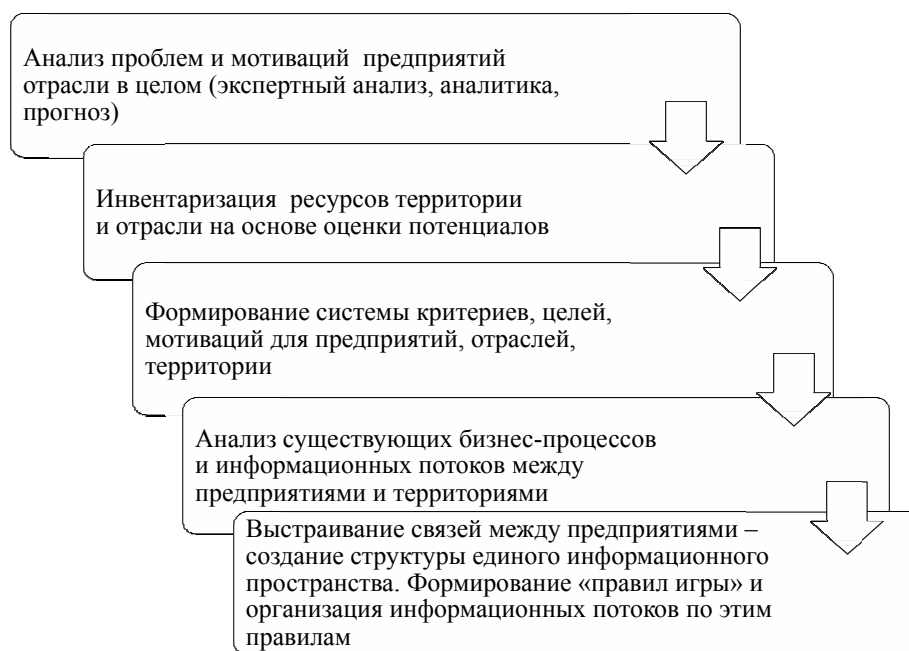 Анализ проблем и мотиваций предприятий
отрасли в целом (экспертный анализ, аналитика,
прогноз)
Инвентаризация ресурсов территории
и отрасли на основе оценки потенциалов
Формирование системы критериев, целей,
мотиваций для предприятий, отраслей,
территории
Анализ существующих бизнес-процессов
и информационных потоков между
предприятиями и территориями
Выстраивание связей между предприятиями –
создание структуры единого информационного
пространства. Формирование «правил игры» и
организация информационных потоков по этим
правилам